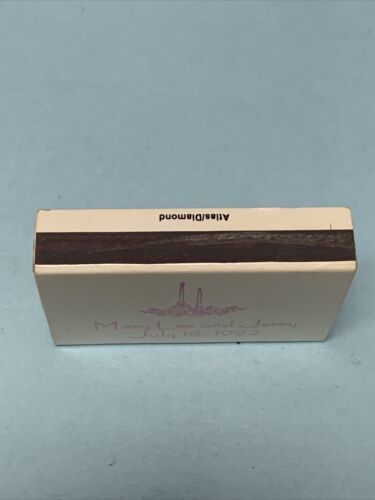 Atlas/Diamond
Mary Lee and Jerry
July 18, 1992